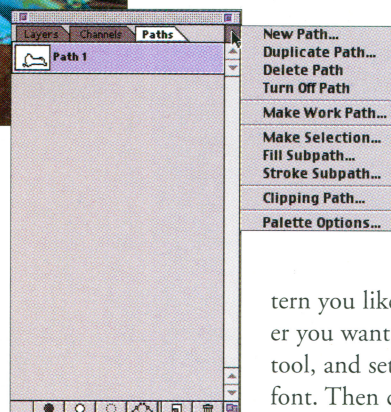 Layers Channels Paths
Path 1
New Path...
Duplicate Path...
Delete Path
Turn Off Path
Make Work Path...
Make Selection...
Fill Subpath...
Stroke Subpath...
Clipping Path...
Palette Options...
tern you like
er you want
tool, and set
font. Then